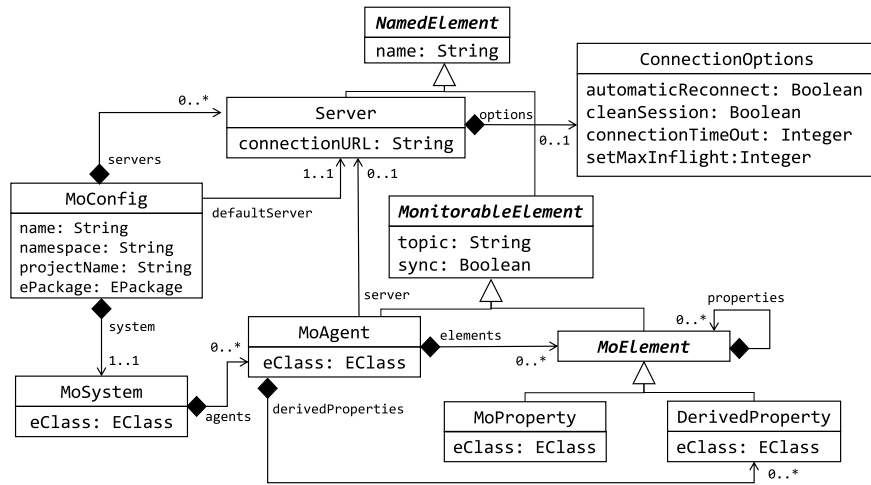 NamedElement
name: String
ConnectionOptions
automaticReconnect: Boolean
cleanSession: Boolean
connectionTimeOut: Integer
setMaxInflight:Integer
0..*
Server
connectionURL: String
options
0..1
servers
1..1
0..1
MoConfig
name: String
namespace: String
projectName: String
ePackage: EPackage
defaultServer
MonitorableElement
topic: String
sync: Boolean
server
properties
0..*
system
1..1
0..*
MoAgent
eClass: EClass
elements
0..*
MoElement
MoSystem
eClass: EClass
agents
derivedProperties
MoProperty
eClass: EClass
DerivedProperty
eClass: EClass
0..*